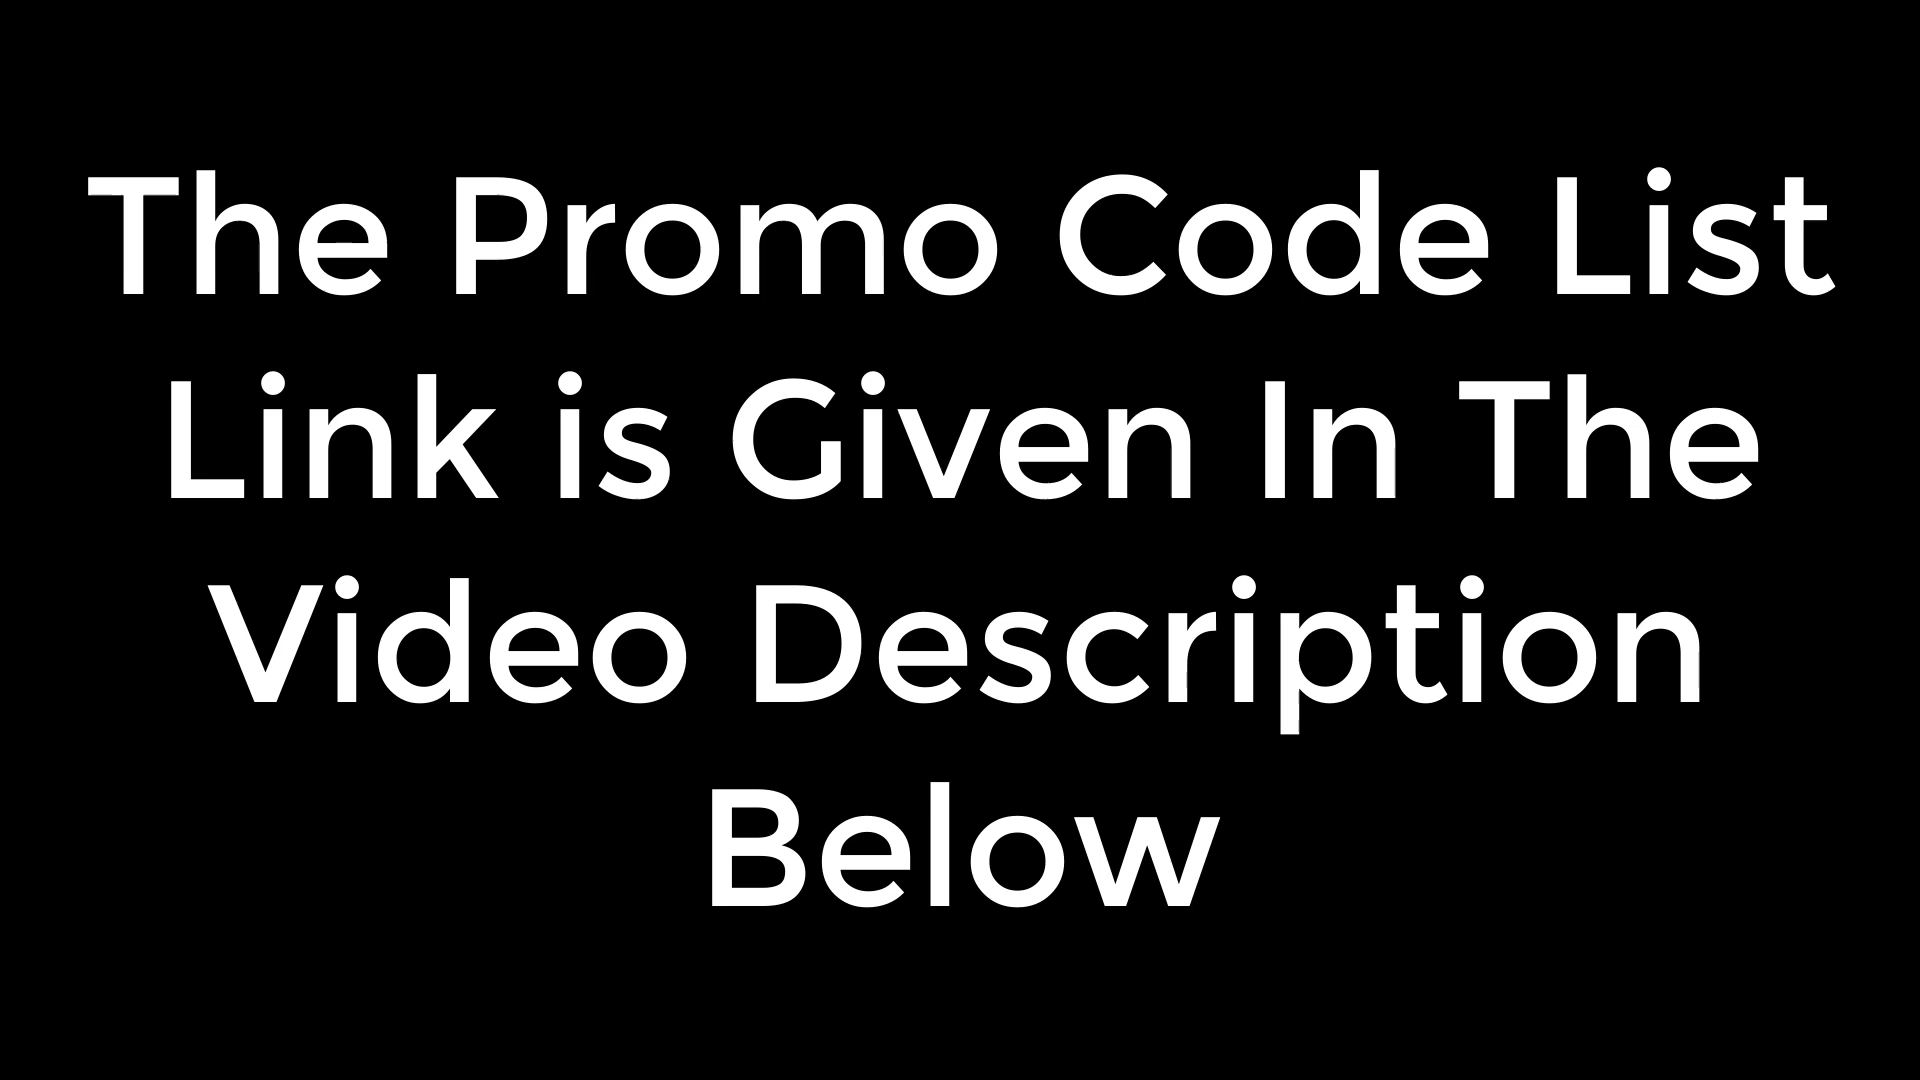 The Promo Code List
Link is Given In The
Video Description
Below